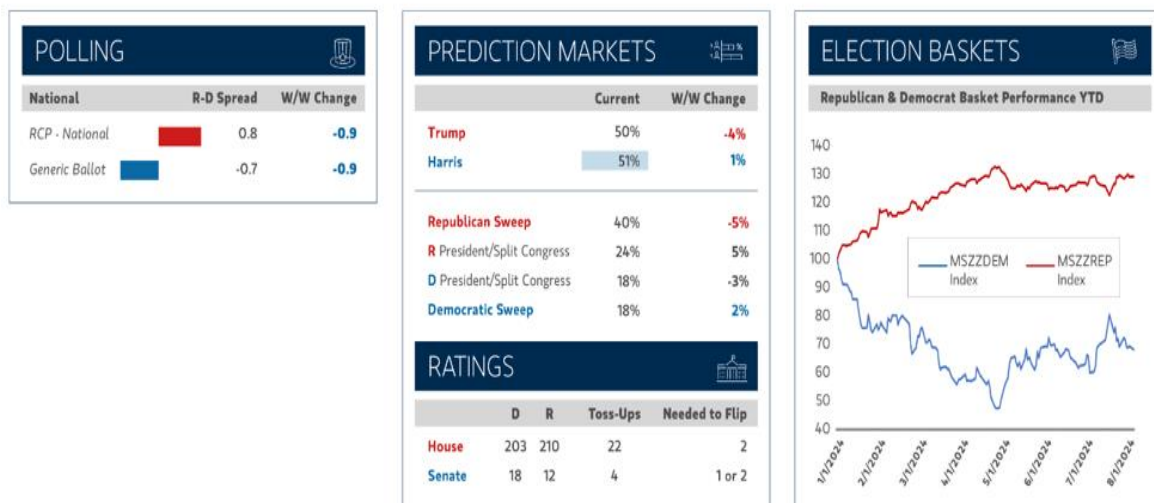 POLLING
National R-D Spread W/W Change
RCP - National 0.8 -0.9
Generic Ballot -0.7 -0.9
PREDICTION MARKETS
Current W/W Change
Trump 50% -4%
Harris 51% 1%
Republican Sweep 40% -5%
R President/Split Congress 24% 5%
D President/Split Congress 18% -3%
Democratic Sweep 18% 2%
RATINGS
D R Toss-Ups Needed to Flip
House 203 210 22 2
Senate 18 12 4 1 or 2
ELECTION BASKETS
Republican & Democrat Basket Performance YTD
140
130
120
110
100
90
80
70
60
50
40
MSZZDEM Index
MSZZREP Index
1/1/2024
2/1/2024
3/1/2024
4/1/2024
5/1/2024
6/1/2024
7/1/2024
8/1/2024